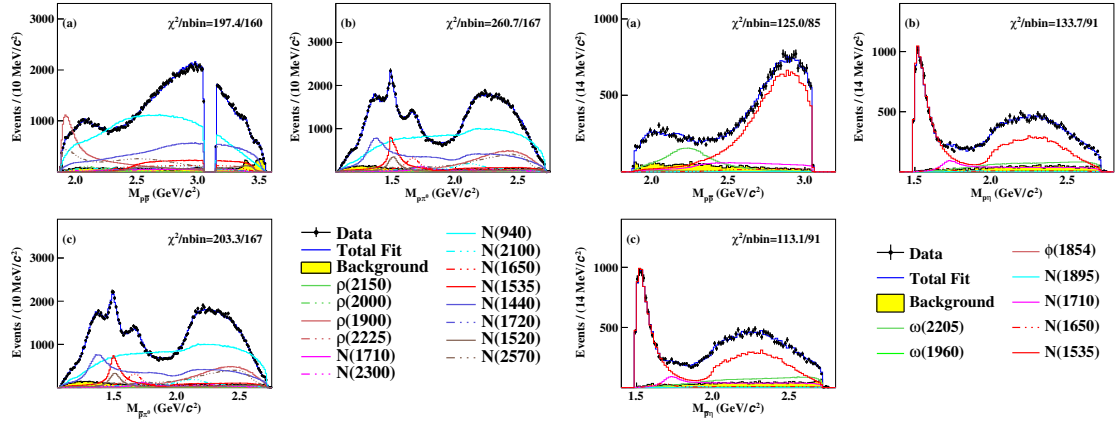 (a) χ²/nbin=197.4/160
Events / (10 MeV/c²)
3000
2000
1000
2.0 2.5 3.0 3.5
M_pp̄ (GeV/c²)
(b) χ²/nbin=260.7/167
Events / (10 MeV/c²)
3000
2000
1000
1.0 1.5 2.0 2.5
M_pπ⁰ (GeV/c²)
(a) χ²/nbin=125.0/85
Events / (14 MeV/c²)
1000
500
2.0 2.5 3.0
M_pp̄ (GeV/c²)
(b) χ²/nbin=133.7/91
Events / (14 MeV/c²)
1000
500
1.5 2.0 2.5
M_pη (GeV/c²)
(c) χ²/nbin=203.3/167
Events / (10 MeV/c²)
3000
2000
1000
1.0 1.5 2.0 2.5
M_p̄π⁰ (GeV/c²)
Data
Total Fit
Background
ρ(2150)
ρ(2000)
ρ(1900)
ρ(2225)
N(1710)
N(2300)
N(940)
N(2100)
N(1650)
N(1535)
N(1440)
N(1720)
N(1520)
N(2570)
(c) χ²/nbin=113.1/91
Events / (14 MeV/c²)
1000
500
1.5 2.0 2.5
M_p̄η (GeV/c²)
Data
Total Fit
Background
ω(2205)
ω(1960)
ϕ(1854)
N(1895)
N(1710)
N(1650)
N(1535)